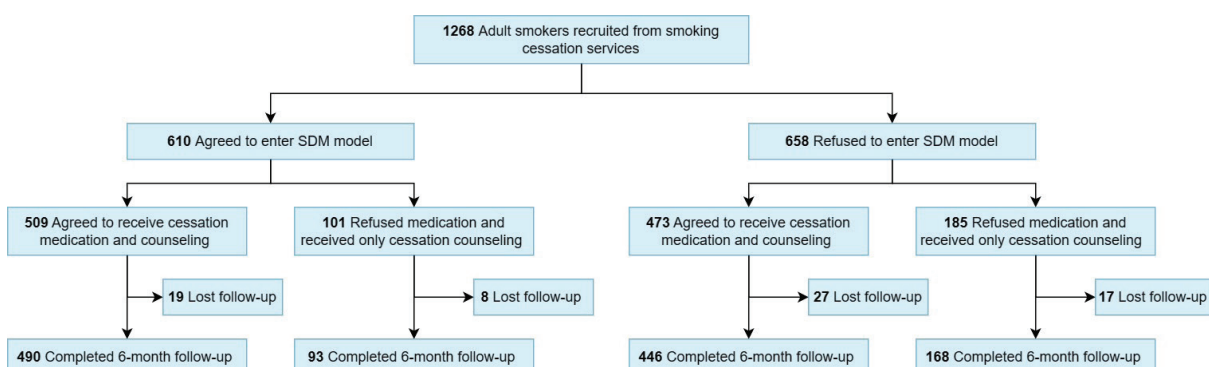 1268 Adult smokers recruited from smoking
cessation services
610 Agreed to enter SDM model
658 Refused to enter SDM model
509 Agreed to receive cessation
medication and counseling
101 Refused medication and
received only cessation counseling
473 Agreed to receive cessation
medication and counseling
185 Refused medication and
received only cessation counseling
19 Lost follow-up
8 Lost follow-up
27 Lost follow-up
17 Lost follow-up
490 Completed 6-month follow-up
93 Completed 6-month follow-up
446 Completed 6-month follow-up
168 Completed 6-month follow-up